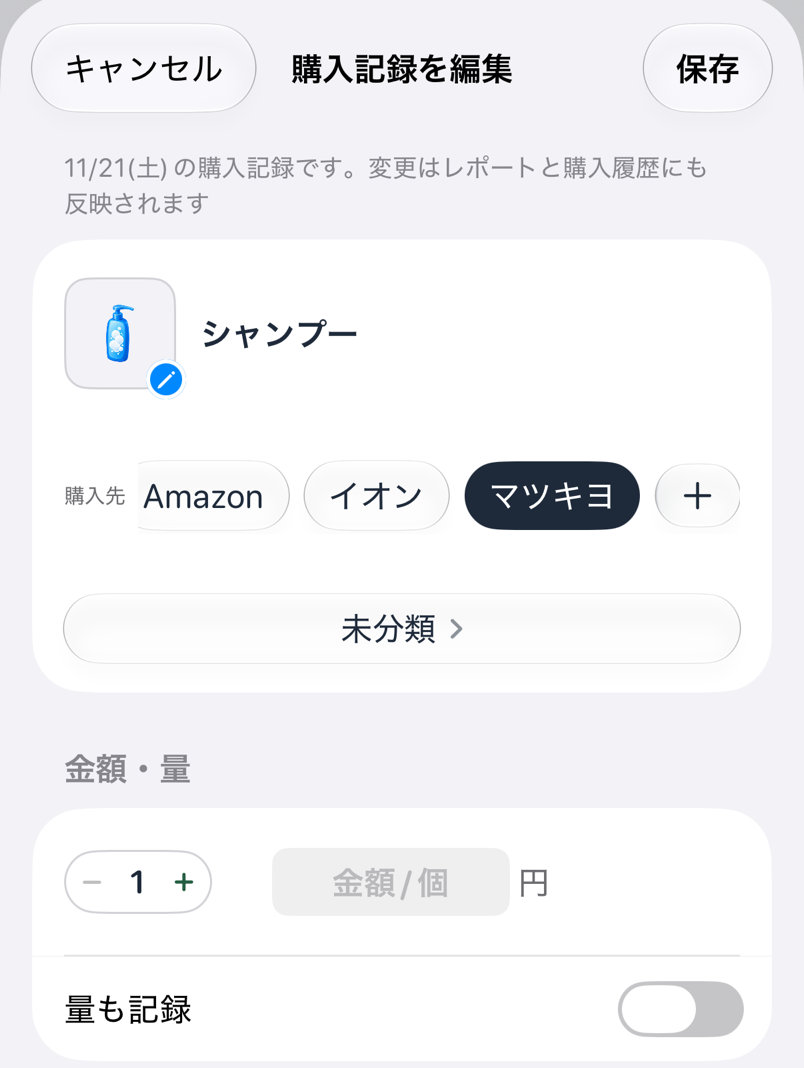 キャンセル 購入記録を編集 保存
11/21(土) の購入記録です。変更はレポートと購入履歴にも
反映されます
シャンプー
購入先 Amazon イオン マツキヨ +
未分類 >
金額・量
− 1 + 金額/個 円
量も記録